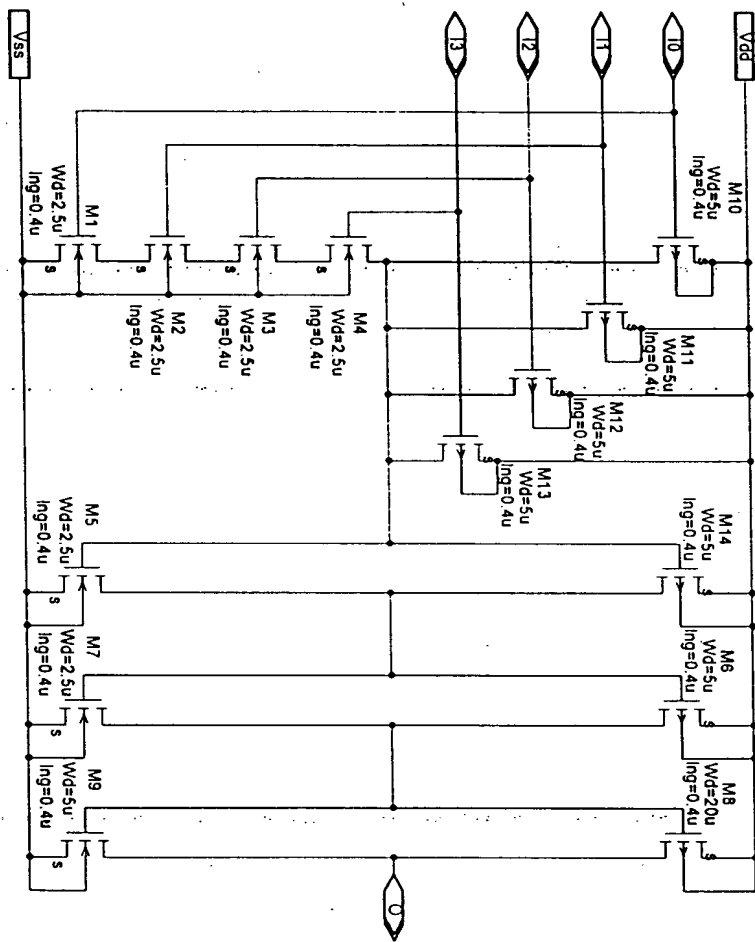 Vdd
I0
I1
I2
I3
Vss
M10
Wd=5u
lng=0.4u
s
M11
Wd=5u
lng=0.4u
s
M12
Wd=5u
lng=0.4u
s
M13
Wd=5u
lng=0.4u
s
M4
Wd=2.5u
lng=0.4u
s
M3
Wd=2.5u
lng=0.4u
s
M2
Wd=2.5u
lng=0.4u
s
M1
Wd=2.5u
lng=0.4u
s
M14
Wd=5u
lng=0.4u
s
M5
Wd=2.5u
lng=0.4u
s
M6
Wd=5u
lng=0.4u
s
M7
Wd=2.5u
lng=0.4u
s
M8
Wd=20u
lng=0.4u
s
M9
Wd=5u
lng=0.4u
s
O